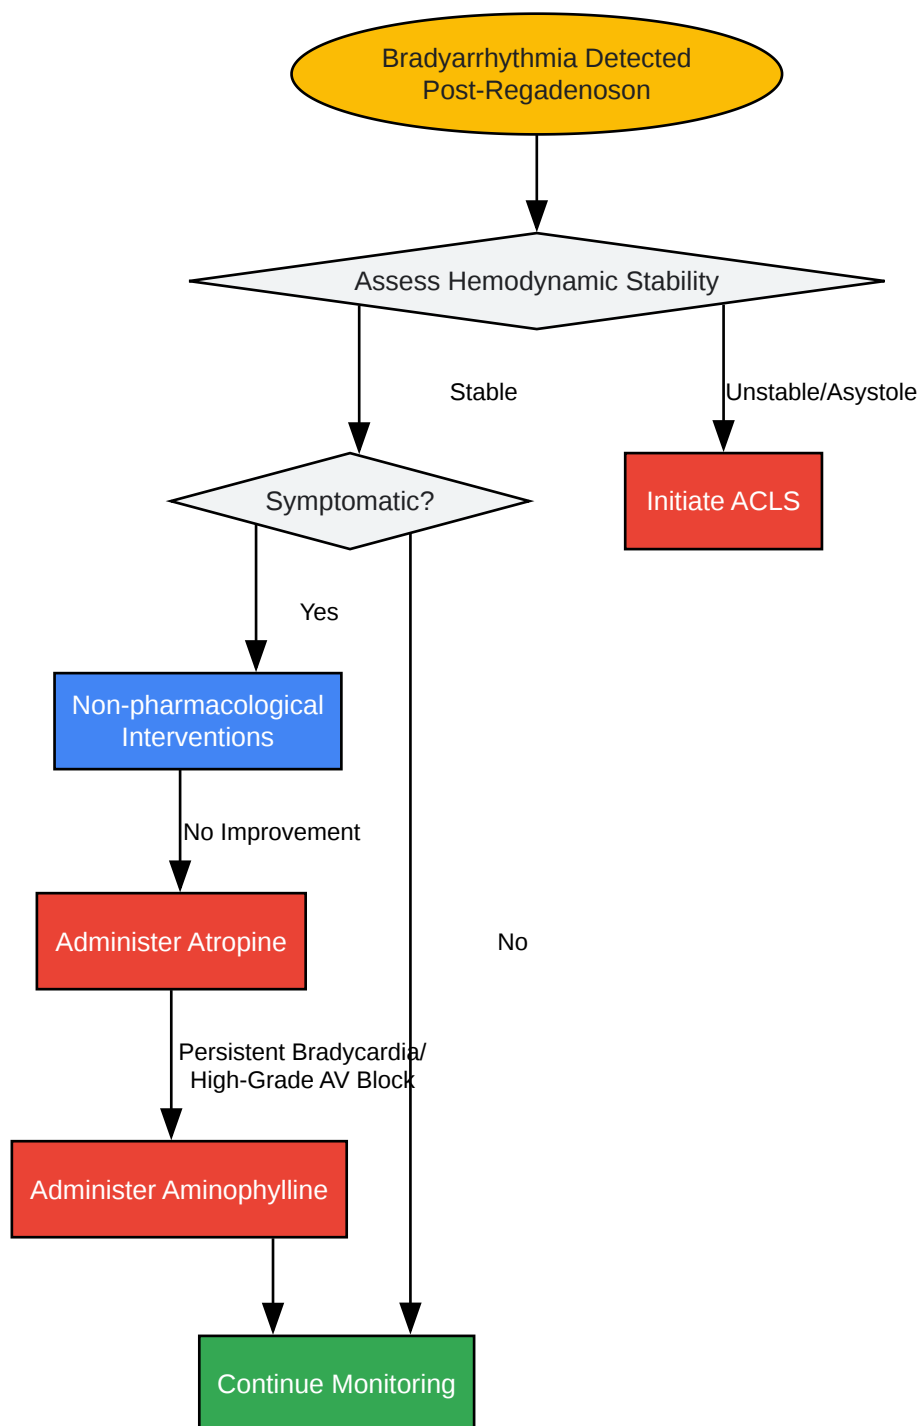 Bradyarrhythmia Detected
Post-Regadenoson
Assess Hemodynamic Stability
Stable
Unstable/Asystole
Symptomatic?
Initiate ACLS
Yes
Non-pharmacological
Interventions
No Improvement
Administer Atropine
No
Persistent Bradycardia/
High-Grade AV Block
Administer Aminophylline
Continue Monitoring